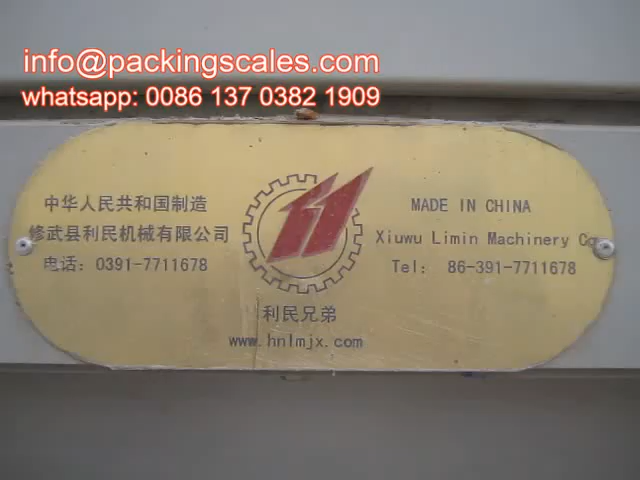 info@packingscales.com
whatsapp: 0086 137 0382 1909
中华人民共和国制造
修武县利民机械有限公司
电话：0391-7711678
MADE IN CHINA
Xiuwu Limin Machinery Co
Tel： 86-391-7711678
利民兄弟
www.hnlmjx.com